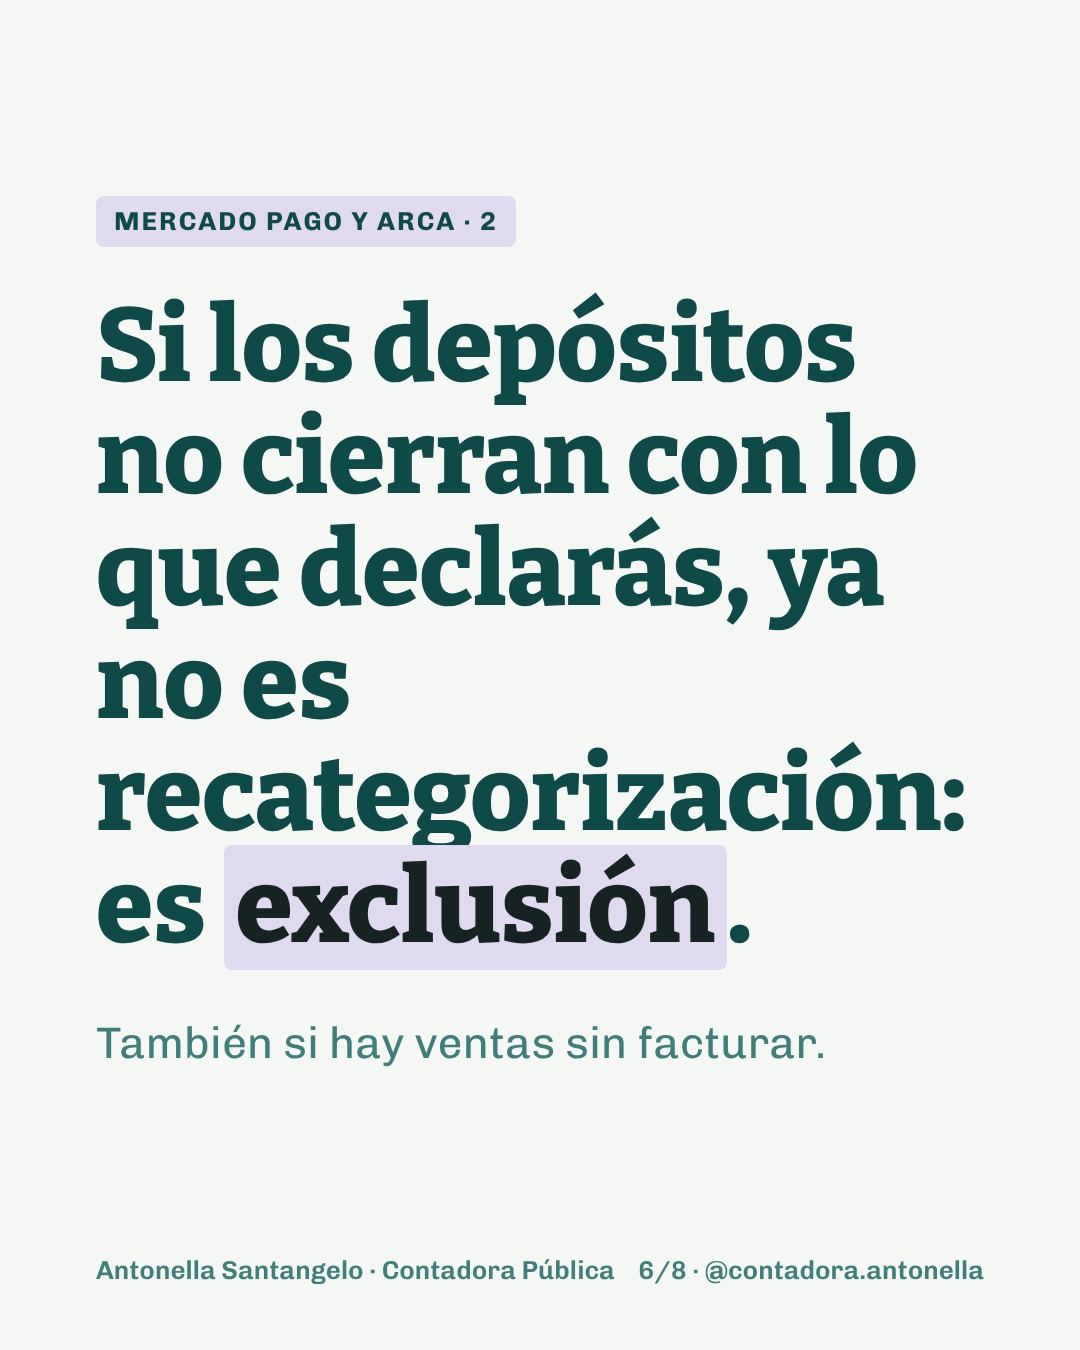 MERCADO PAGO Y ARCA · 2
Si los depósitos
no cierran con lo
que declarás, ya
no es
recategorización:
es exclusión.
También si hay ventas sin facturar.
Antonella Santangelo · Contadora Pública 6/8 · @contadora.antonella